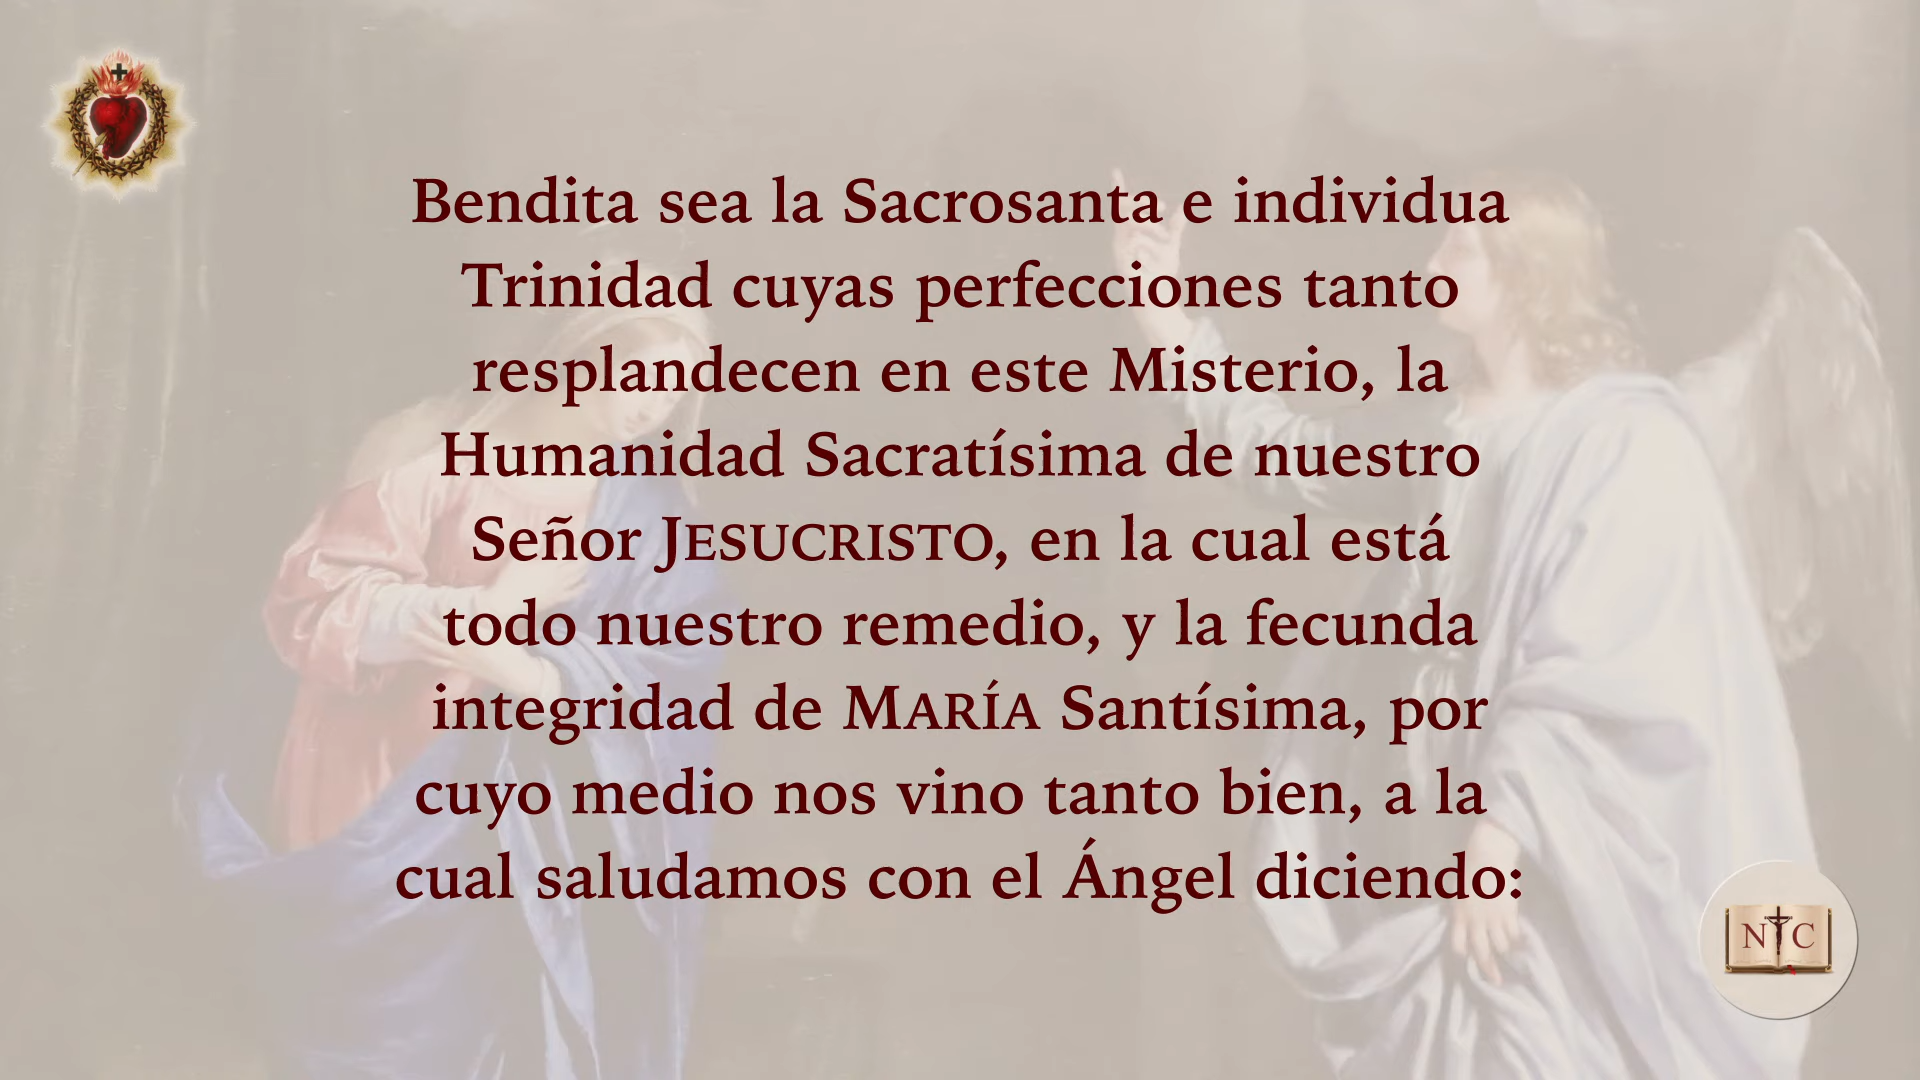 Bendita sea la Sacrosanta e individua
Trinidad cuyas perfecciones tanto
resplandecen en este Misterio, la
Humanidad Sacratísima de nuestro
Señor JESUCRISTO, en la cual está
todo nuestro remedio, y la fecunda
integridad de MARÍA Santísima, por
cuyo medio nos vino tanto bien, a la
cual saludamos con el Ángel diciendo:
N C